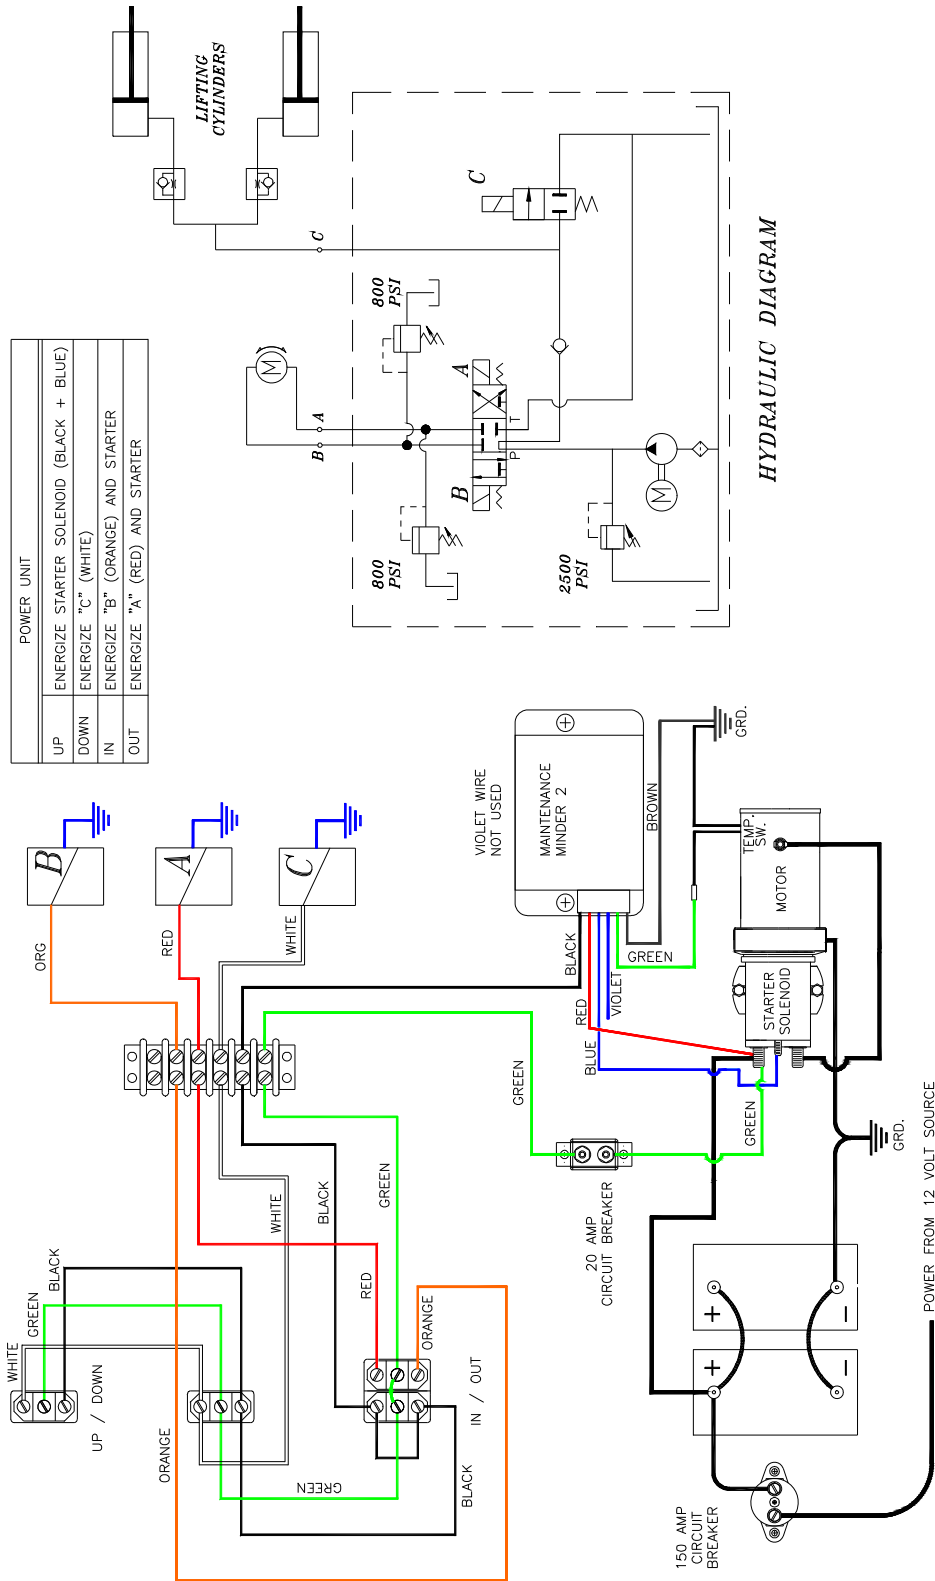 POWER UNIT
UP ENERGIZE STARTER SOLENOID (BLACK + BLUE)
DOWN ENERGIZE "C" (WHITE)
IN ENERGIZE "B" (ORANGE) AND STARTER
OUT ENERGIZE "A" (RED) AND STARTER
LIFTING
CYLINDERS
C
C
800
PSI
M
B
A
A
B
P
T
800
PSI
2500
PSI
M
HYDRAULIC DIAGRAM
B
A
C
ORG
RED
WHITE
VIOLET WIRE
NOT USED
MAINTENANCE
MINDER 2
BLACK
RED
BLUE
VIOLET
GREEN
BROWN
GRD.
TEMP.
SW.
MOTOR
STARTER
SOLENOID
GREEN
GREEN
20 AMP
CIRCUIT BREAKER
GRD.
POWER FROM 12 VOLT SOURCE
+
−
+
−
150 AMP
CIRCUIT
BREAKER
WHITE
GREEN
BLACK
UP / DOWN
ORANGE
WHITE
BLACK
GREEN
RED
ORANGE
IN / OUT
GREEN
BLACK